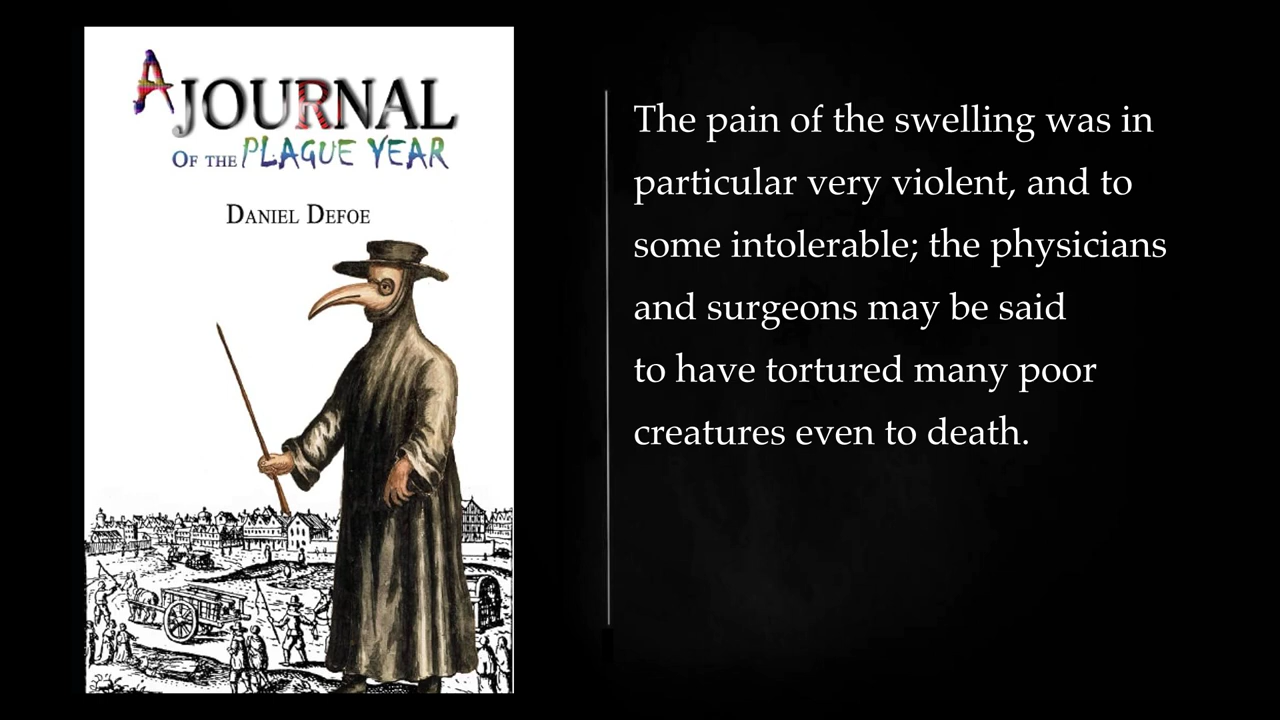 A JOURNAL
OF THE PLAGUE YEAR
DANIEL DEFOE
The pain of the swelling was in
particular very violent, and to
some intolerable; the physicians
and surgeons may be said
to have tortured many poor
creatures even to death.